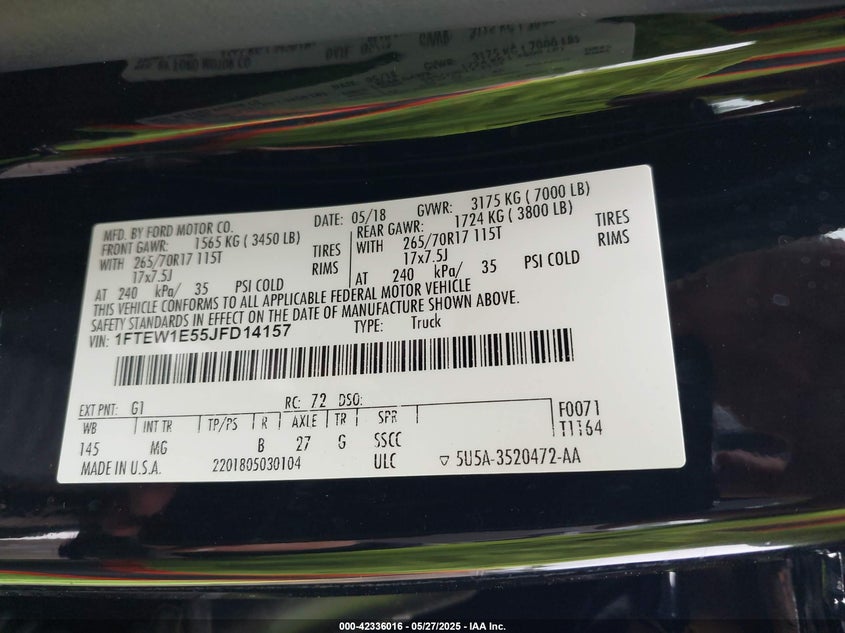 MFD. BY FORD MOTOR CO. DATE: 05/18 GVWR: 3175 KG ( 7000 LB)
FRONT GAWR: 1565 KG ( 3450 LB) REAR GAWR: 1724 KG ( 3800 LB)
WITH 265/70R17 115T TIRES WITH 265/70R17 115T TIRES
17x7.5J RIMS 17x7.5J RIMS
AT 240 kPa/ 35 PSI COLD AT 240 kPa/ 35 PSI COLD
THIS VEHICLE CONFORMS TO ALL APPLICABLE FEDERAL MOTOR VEHICLE
SAFETY STANDARDS IN EFFECT ON THE DATE OF MANUFACTURE SHOWN ABOVE.
VIN: 1FTEW1E55JFD14157 TYPE: Truck
EXT PNT: G1 RC: 72 DSO: F0071
WB INT TR TP/PS R AXLE TR SPR T1164
145 MG B 27 G SSCC
MADE IN U.S.A. 2201805030104 ULC 5U5A-3520472-AA
000-42336016 - 05/27/2025 - IAA Inc.